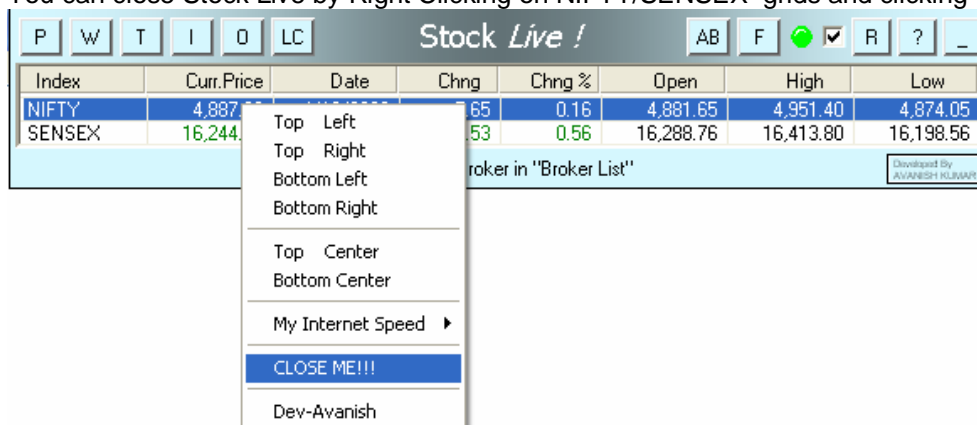 You can close Stock Live by Right Clicking on NIFTY/SENSEX grids and clicking
P W T I O LC Stock Live ! AB F R ? _
Index Curr.Price Date Chng Chng % Open High Low
NIFTY 4,887. .65 0.16 4,881.65 4,951.40 4,874.05
SENSEX 16,244. .53 0.56 16,288.76 16,413.80 16,198.56
roker in "Broker List"
Developed By
AVANISH KUMAR
Top Left
Top Right
Bottom Left
Bottom Right
Top Center
Bottom Center
My Internet Speed
CLOSE ME!!!
Dev-Avanish